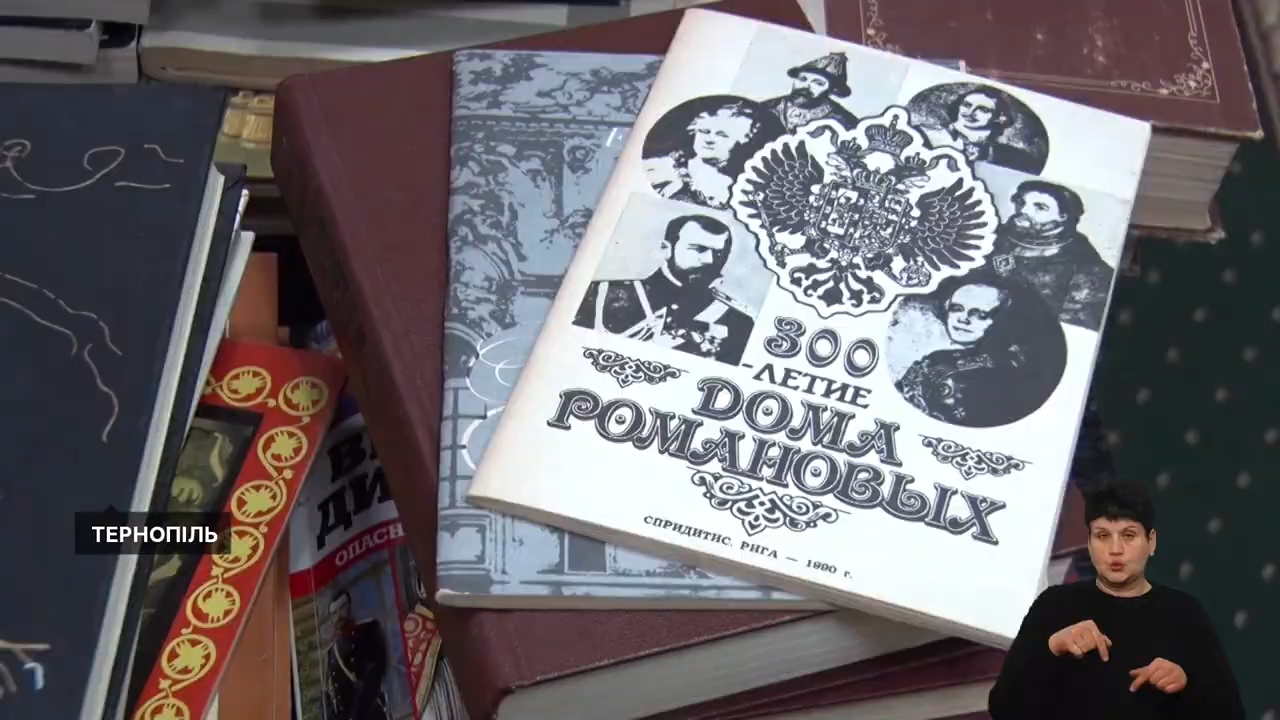 300
-ЛЕТИЕ
ДОМА
РОМАНОВЫХ
СПРИДИТИС. РИГА — 1990 г.
ТЕРНОПІЛЬ
ОПАСН